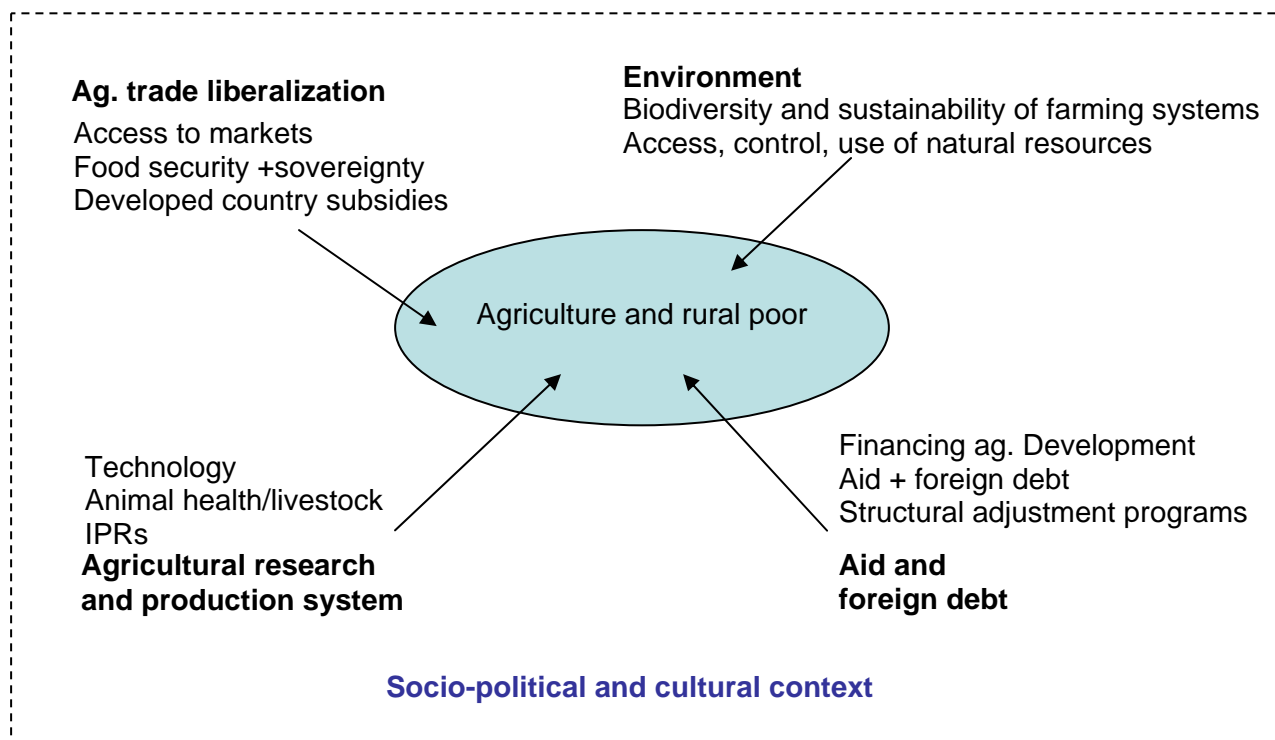 Ag. trade liberalization
Access to markets
Food security +sovereignty
Developed country subsidies
Environment
Biodiversity and sustainability of farming systems
Access, control, use of natural resources
Agriculture and rural poor
Technology
Animal health/livestock
IPRs
Agricultural research
and production system
Financing ag. Development
Aid + foreign debt
Structural adjustment programs
Aid and
foreign debt
Socio-political and cultural context